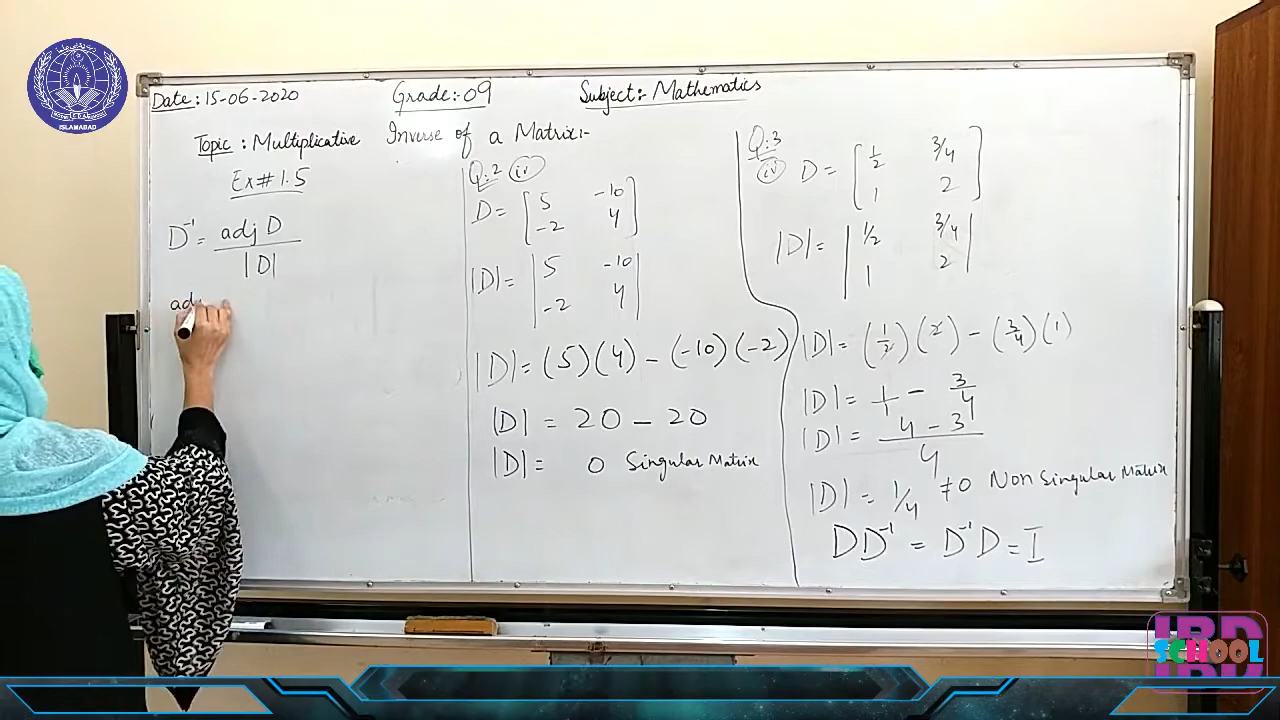 Date: 15-06-2020 Grade:- 09 Subject:- Mathematics
Topic: Multiplicative Inverse of a Matrix:-
Ex# 1.5
D⁻¹ = adj D / |D|
adj
Q:2 (iv)
D = [5 -10
-2 4]
|D| = |5 -10
-2 4|
|D| = (5)(4) - (-10)(-2)
|D| = 20 - 20
|D| = 0 Singular Matrix
Q:3
(iv) D = [1/2 3/4
1 2]
|D| = |1/2 3/4
1 2|
|D| = (1/2)(2) - (3/4)(1)
|D| = 1/1 - 3/4
|D| = 4-3 / 4
|D| = 1/4 ≠ 0 Non Singular Matrix
DD⁻¹ = D⁻¹D = I
ISLAMABAD
IBD
SCHOOL
IBD